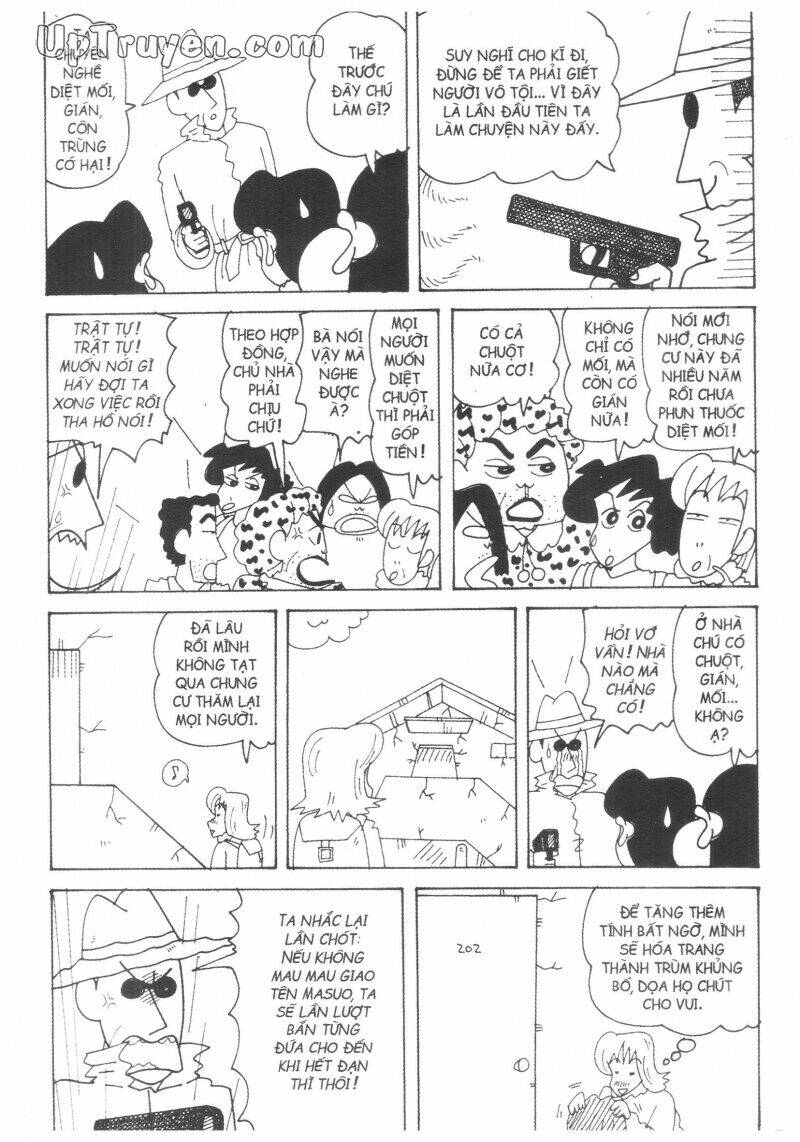 UpTruyen.com
SUY NGHĨ CHO KĨ ĐI,
ĐỪNG ĐỂ TA PHẢI GIẾT
NGƯỜI VÔ TỘI... VÌ ĐÂY
LÀ LẦN ĐẦU TIÊN TA
LÀM CHUYỆN NÀY ĐẤY.
THẾ
TRƯỚC
ĐÂY CHÚ
LÀM GÌ?
TA
CHUYÊN
NGHỀ
DIỆT MỐI,
GIÁN,
CÔN
TRÙNG
CÓ HẠI!
NÓI MỚI
NHỚ, CHUNG
CƯ NÀY ĐÃ
NHIỀU NĂM
RỒI CHƯA
PHUN THUỐC
DIỆT MỐI!
KHÔNG
CHỈ CÓ
MỐI, MÀ
CÒN CÓ
GIÁN NỮA!
CÓ CẢ
CHUỘT
NỮA CƠ!
MỌI
NGƯỜI
MUỐN
DIỆT
CHUỘT
THÌ PHẢI
GÓP
TIỀN!
BÀ NÓI
VẬY MÀ
NGHE
ĐƯỢC
À?
THEO HỢP
ĐỒNG,
CHỦ NHÀ
PHẢI
CHỊU
CHỨ!
TRẬT TỰ!
TRẬT TỰ!
MUỐN NÓI GÌ
HÃY ĐỢI TA
XONG VIỆC RỒI
THA HỒ NÓI!
Ở NHÀ
CHÚ CÓ
CHUỘT,
GIÁN,
MỐI...
KHÔNG
Ạ?
HỎI VỚ
VẨN! NHÀ
NÀO MÀ
CHẲNG
CÓ!
ĐÃ LÂU
RỒI MÌNH
KHÔNG TẠT
QUA CHUNG
CƯ THĂM LẠI
MỌI NGƯỜI.
ĐỂ TĂNG THÊM
TÍNH BẤT NGỜ, MÌNH
SẼ HÓA TRANG
THÀNH TRÙM KHỦNG
BỐ, DỌA HỌ CHÚT
CHO VUI.
202
TA NHẮC LẠI
LẦN CHÓT:
NẾU KHÔNG
MAU MAU GIAO
TÊN MASUO, TA
SẼ LẦN LƯỢT
BẮN TỪNG
ĐỨA CHO ĐẾN
KHI HẾT ĐẠN
THÌ THÔI!